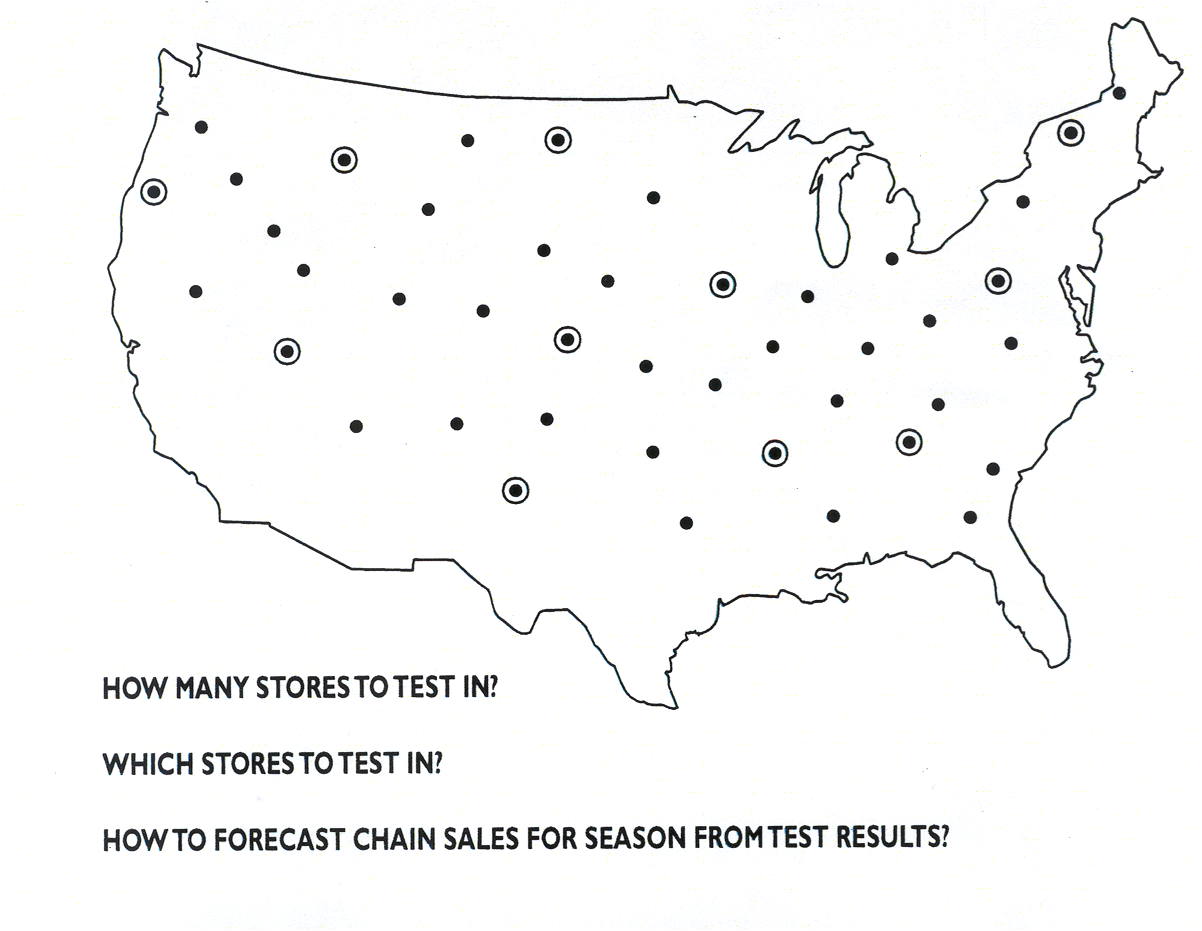 HOW MANY STORES TO TEST IN?
WHICH STORES TO TEST IN?
HOW TO FORECAST CHAIN SALES FOR SEASON FROM TEST RESULTS?